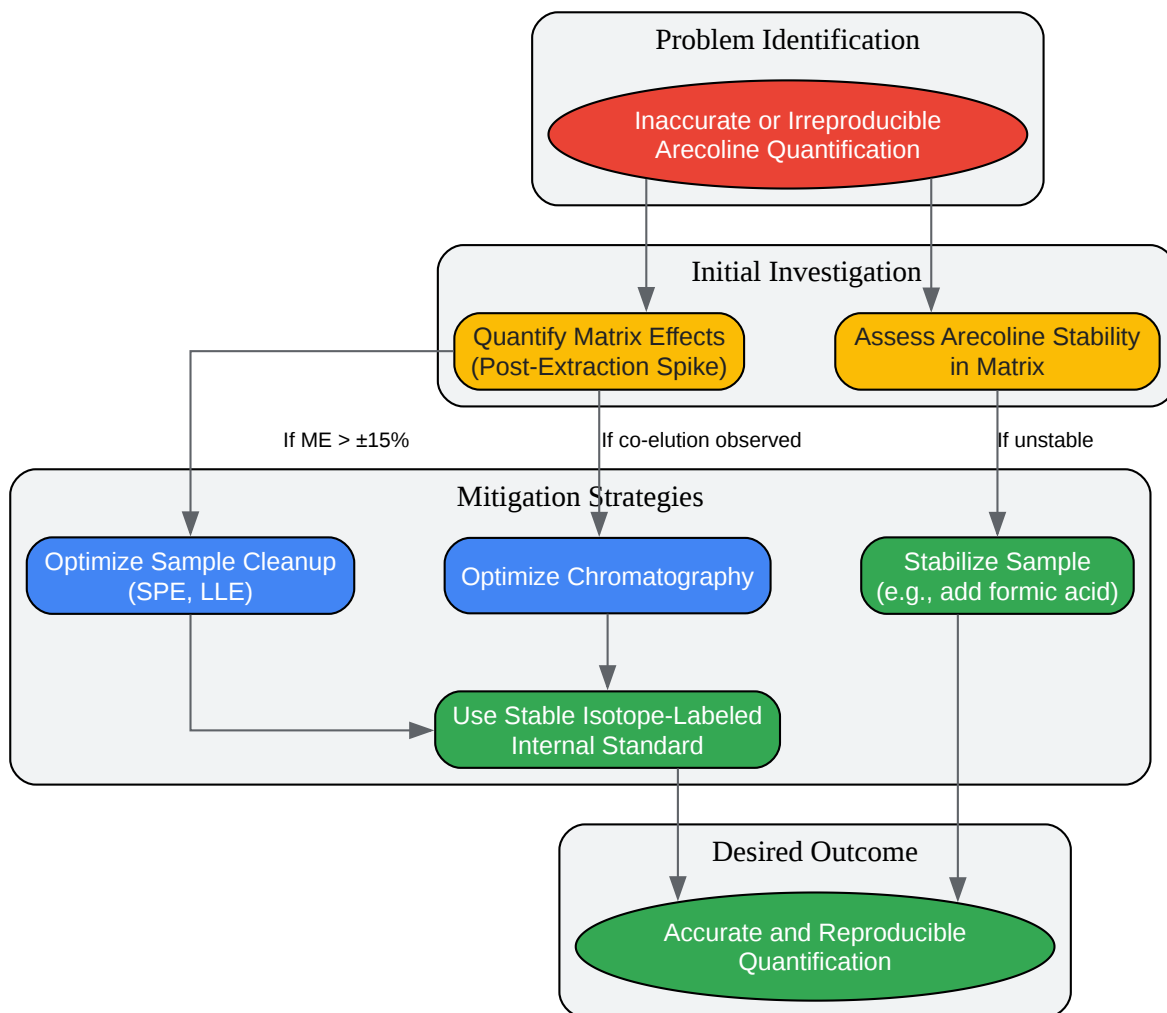 Problem Identification
Inaccurate or Irreproducible
Arecoline Quantification
Initial Investigation
Quantify Matrix Effects
(Post-Extraction Spike)
Assess Arecoline Stability
in Matrix
If ME > ±15%
If co-elution observed
If unstable
Mitigation Strategies
Optimize Sample Cleanup
(SPE, LLE)
Optimize Chromatography
Stabilize Sample
(e.g., add formic acid)
Use Stable Isotope-Labeled
Internal Standard
Desired Outcome
Accurate and Reproducible
Quantification